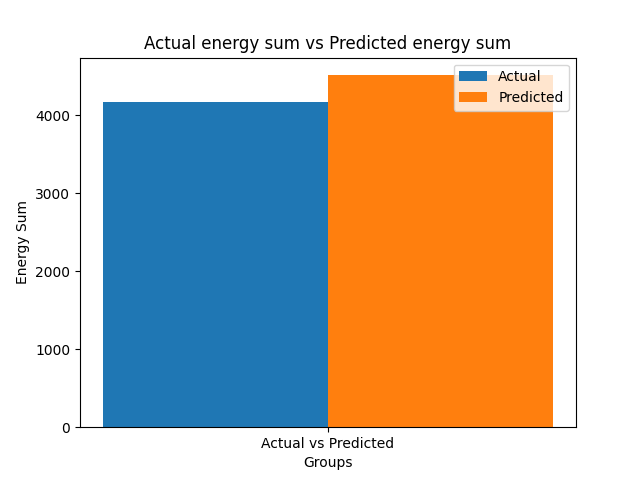 Actual energy sum vs Predicted energy sum
Actual
Predicted
4000
3000
2000
1000
0
Energy Sum
Actual vs Predicted
Groups